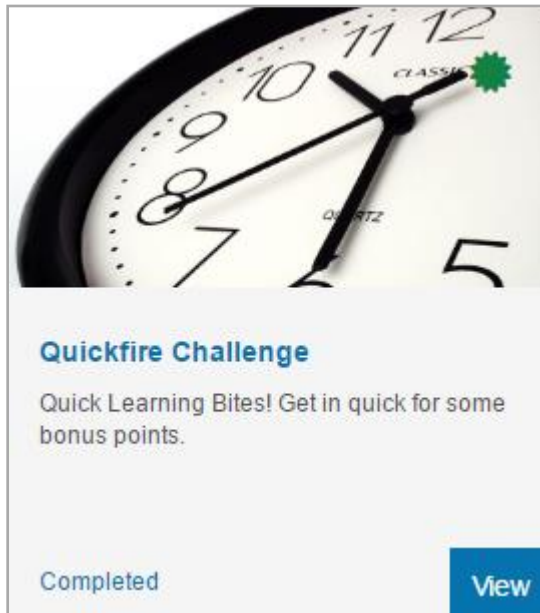 11 12
10
CLASSIC
9
8
QUARTZ
7
6
5
Quickfire Challenge
Quick Learning Bites! Get in quick for some
bonus points.
Completed
View